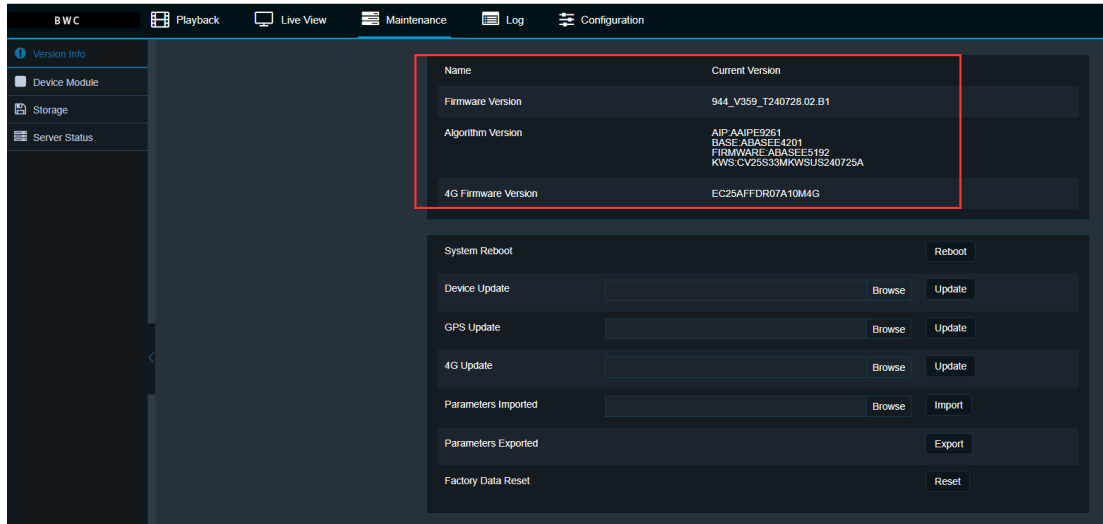 BWC
Playback
Live View
Maintenance
Log
Configuration
Version Info
Device Module
Storage
Server Status
Name Current Version
Firmware Version 944_V359_T240728.02.B1
Algorithm Version AIP:AAIPE9261
BASE:ABASEE4201
FIRMWARE:ABASEE5192
KWS:CV25S33MKWSUS240725A
4G Firmware Version EC25AFFDR07A10M4G
System Reboot Reboot
Device Update Browse Update
GPS Update Browse Update
4G Update Browse Update
Parameters Imported Browse Import
Parameters Exported Export
Factory Data Reset Reset